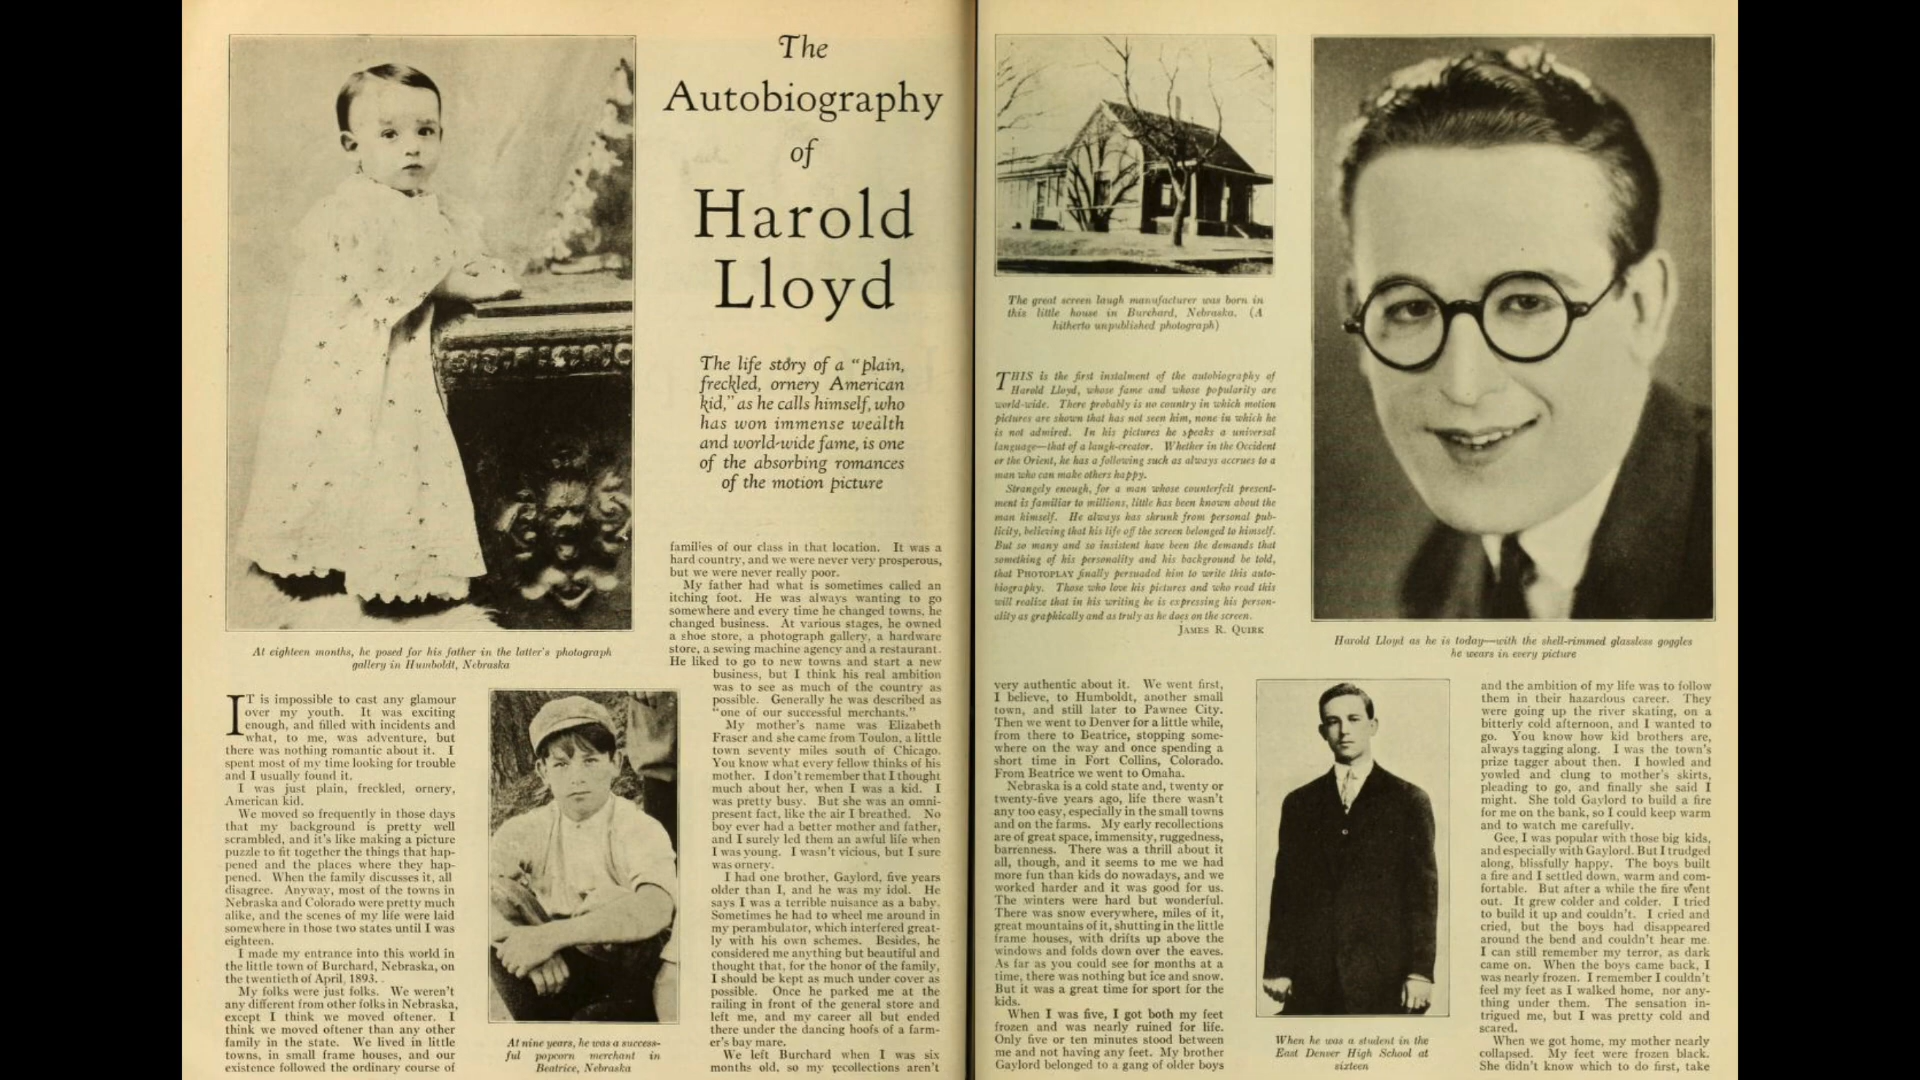 The
Autobiography
of
Harold
Lloyd
The life story of a "plain,
freckled, ornery American
kid," as he calls himself, who
has won immense wealth
and world-wide fame, is one
of the absorbing romances
of the motion picture
At eighteen months, he posed for his father in the latter's photograph
gallery in Humboldt, Nebraska
IT is impossible to cast any glamour
over my youth. It was exciting
enough, and filled with incidents and
what, to me, was adventure, but
there was nothing romantic about it. I
spent most of my time looking for trouble
and I usually found it.
I was just plain, freckled, ornery,
American kid.
We moved so frequently in those days
that my background is pretty well
scrambled, and it's like making a picture
puzzle to fit together the things that hap-
pened and the places where they hap-
pened. When the family discusses it, all
disagree. Anyway, most of the towns in
Nebraska and Colorado were pretty much
alike, and the scenes of my life were laid
somewhere in those two states until I was
eighteen.
I made my entrance into this world in
the little town of Burchard, Nebraska, on
the twentieth of April, 1893.
My folks were just folks. We weren't
any different from other folks in Nebraska,
except I think we moved oftener. I
think we moved oftener than any other
family in the state. We lived in little
towns, in small frame houses, and our
existence followed the ordinary course of
At nine years, he was a success-
ful popcorn merchant in
Beatrice, Nebraska
families of our class in that location. It was a
hard country, and we were never very prosperous,
but we were never really poor.
My father had what is sometimes called an
itching foot. He was always wanting to go
somewhere and every time he changed towns, he
changed business. At various stages, he owned
a shoe store, a photograph gallery, a hardware
store, a sewing machine agency and a restaurant.
He liked to go to new towns and start a new
business, but I think his real ambition
was to see as much of the country as
possible. Generally he was described as
"one of our successful merchants."
My mother's name was Elizabeth
Fraser and she came from Toulon, a little
town seventy miles south of Chicago.
You know what every fellow thinks of his
mother. I don't remember that I thought
much about her, when I was a kid. I
was pretty busy. But she was an omni-
present fact, like the air I breathed. No
boy ever had a better mother and father,
and I surely led them an awful life when
I was young. I wasn't vicious, but I sure
was ornery.
I had one brother, Gaylord, five years
older than I, and he was my idol. He
says I was a terrible nuisance as a baby.
Sometimes he had to wheel me around in
my perambulator, which interfered great-
ly with his own schemes. Besides, he
considered me anything but beautiful and
thought that, for the honor of the family,
I should be kept as much under cover as
possible. Once he parked me at the
railing in front of the general store and
left me, and my career all but ended
there under the dancing hoofs of a farm-
er's bay mare.
We left Burchard when I was six
months old, so my recollections aren't
The great screen laugh manufacturer was born in
this little house in Burchard, Nebraska. (A
hitherto unpublished photograph)
THIS is the first instalment of the autobiography of
Harold Lloyd, whose fame and whose popularity are
world-wide. There probably is no country in which motion
pictures are shown that has not seen him, none in which he
is not admired. In his pictures he speaks a universal
language—that of a laugh-creator. Whether in the Occident
or the Orient, he has a following such as always accrues to a
man who can make others happy.
Strangely enough, for a man whose counterfeit present-
ment is familiar to millions, little has been known about the
man himself. He always has shrunk from personal pub-
licity, believing that his life off the screen belonged to himself.
But so many and so insistent have been the demands that
something of his personality and his background be told,
that PHOTOPLAY finally persuaded him to write this auto-
biography. Those who love his pictures and who read this
will realize that in his writing he is expressing his person-
ality as graphically and as truly as he does on the screen.
JAMES R. QUIRK
Harold Lloyd as he is today—with the shell-rimmed glassless goggles
he wears in every picture
very authentic about it. We went first,
I believe, to Humboldt, another small
town, and still later to Pawnee City.
Then we went to Denver for a little while,
from there to Beatrice, stopping some-
where on the way and once spending a
short time in Fort Collins, Colorado.
From Beatrice we went to Omaha.
Nebraska is a cold state and, twenty or
twenty-five years ago, life there wasn't
any too easy, especially in the small towns
and on the farms. My early recollections
are of great space, immensity, ruggedness,
barrenness. There was a thrill about it
all, though, and it seems to me we had
more fun than kids do nowadays, and we
worked harder and it was good for us.
The winters were hard but wonderful.
There was snow everywhere, miles of it,
great mountains of it, shutting in the little
frame houses, with drifts up above the
windows and folds down over the eaves.
As far as you could see for months at a
time, there was nothing but ice and snow.
But it was a great time for sport for the
kids.
When I was five, I got both my feet
frozen and was nearly ruined for life.
Only five or ten minutes stood between
me and not having any feet. My brother
Gaylord belonged to a gang of older boys
When he was a student in the
East Denver High School at
sixteen
and the ambition of my life was to follow
them in their hazardous career. They
were going up the river skating, on a
bitterly cold afternoon, and I wanted to
go. You know how kid brothers are,
always tagging along. I was the town's
prize tagger about then. I howled and
yowled and clung to mother's skirts,
pleading to go, and finally she said I
might. She told Gaylord to build a fire
for me on the bank, so I could keep warm
and to watch me carefully.
Gee, I was popular with those big kids,
and especially with Gaylord. But I trudged
along, blissfully happy. The boys built
a fire and I settled down, warm and com-
fortable. But after a while the fire went
out. It grew colder and colder. I tried
to build it up and couldn't. I cried and
cried, but the boys had disappeared
around the bend and couldn't hear me.
I can still remember my terror, as dark
came on. When the boys came back, I
was nearly frozen. I remember I couldn't
feel my feet as I walked home, nor any-
thing under them. The sensation in-
trigued me, but I was pretty cold and
scared.
When we got home, my mother nearly
collapsed. My feet were frozen black.
She didn't know which to do first, take